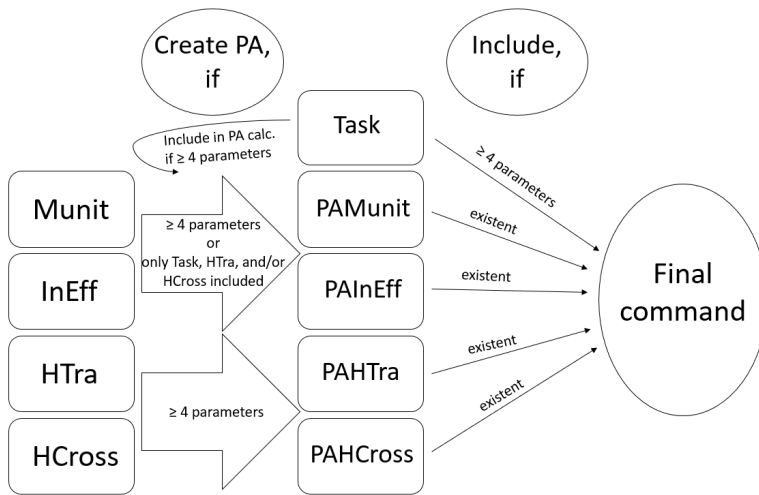 Create PA,
if
Include,
if
Include in PA calc.
if ≥ 4 parameters
Task
≥ 4 parameters
Munit
≥ 4 parameters
or
only Task, HTra, and/or
HCross included
PAMunit
existent
InEff
PAInEff
existent
Final
command
HTra
PAHTra
existent
≥ 4 parameters
HCross
PAHCross
existent